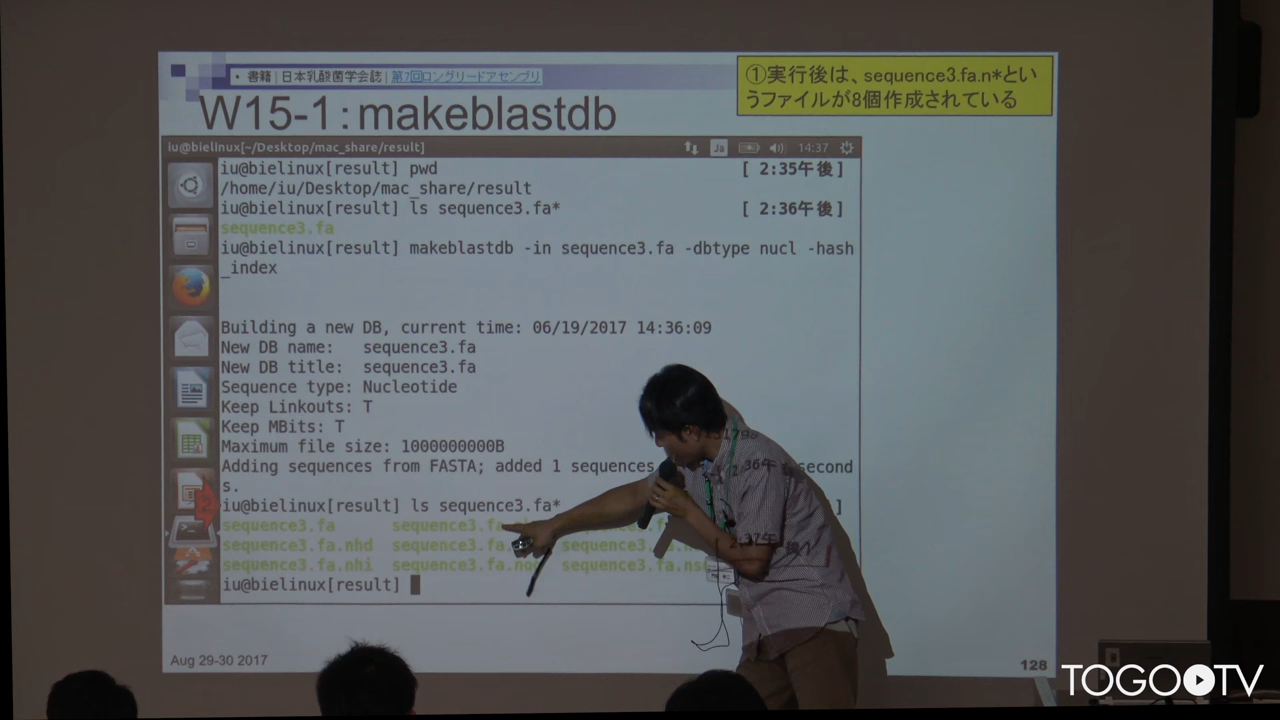 • 書籍 | 日本乳酸菌学会誌 | 第7回ロングリードアセンブリ
①実行後は、sequence3.fa.n*とい
うファイルが8個作成されている
W15-1：makeblastdb
iu@bielinux[~/Desktop/mac_share/result]
Ja
14:37
iu@bielinux[result] pwd [ 2:35午後]
/home/iu/Desktop/mac_share/result
iu@bielinux[result] ls sequence3.fa* [ 2:36午後]
sequence3.fa
iu@bielinux[result] makeblastdb -in sequence3.fa -dbtype nucl -hash
_index
Building a new DB, current time: 06/19/2017 14:36:09
New DB name: sequence3.fa
New DB title: sequence3.fa
Sequence type: Nucleotide
Keep Linkouts: T
Keep MBits: T
Maximum file size: 1000000000B
Adding sequences from FASTA; added 1 sequences second
s.
iu@bielinux[result] ls sequence3.fa* ]
sequence3.fa
sequence3.fa.nhd
sequence3.fa.nhi
iu@bielinux[result]
Aug 29-30 2017
128
TOGO TV